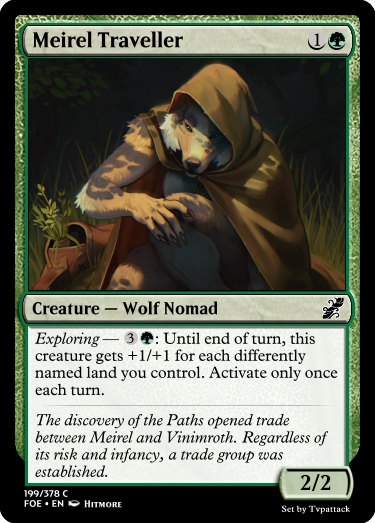 Meirel Traveller 1
Creature — Wolf Nomad
Exploring — 3: Until end of turn, this
creature gets +1/+1 for each differently
named land you control. Activate only once
each turn.
The discovery of the Paths opened trade
between Meirel and Vinimroth. Regardless of
its risk and infancy, a trade group was
established.
2/2
199/378 C
FOE • EN Hitmore
Set by Tvpattack